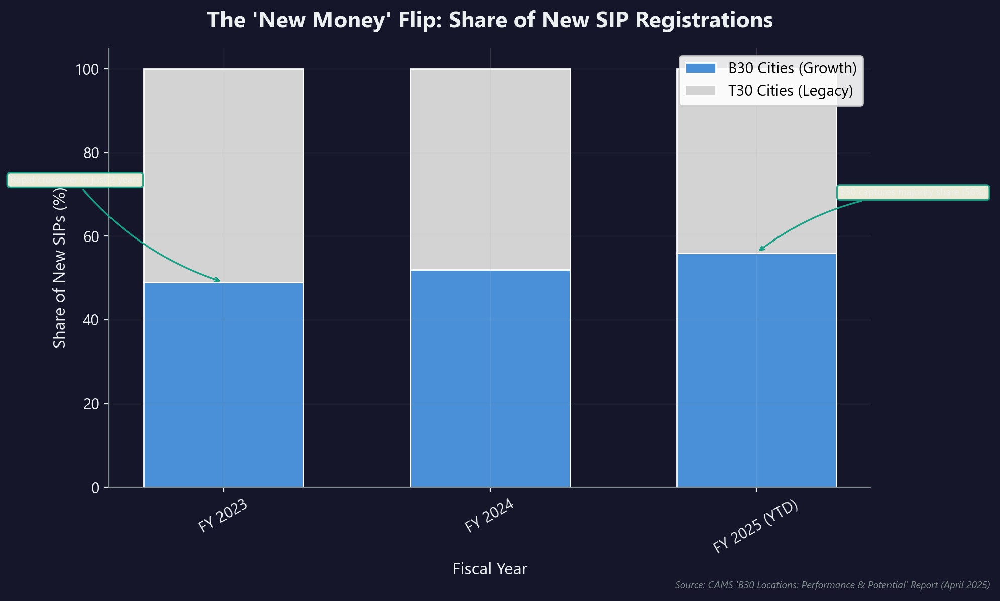 The 'New Money' Flip: Share of New SIP Registrations
B30 Cities (Growth)
T30 Cities (Legacy)
Rapid crossover in just 2 years
B30 captures majority share (56%)
Share of New SIPs (%)
100
80
60
40
20
0
FY 2023
FY 2024
FY 2025 (YTD)
Fiscal Year
Source: CAMS 'B30 Locations: Performance & Potential' Report (April 2025)